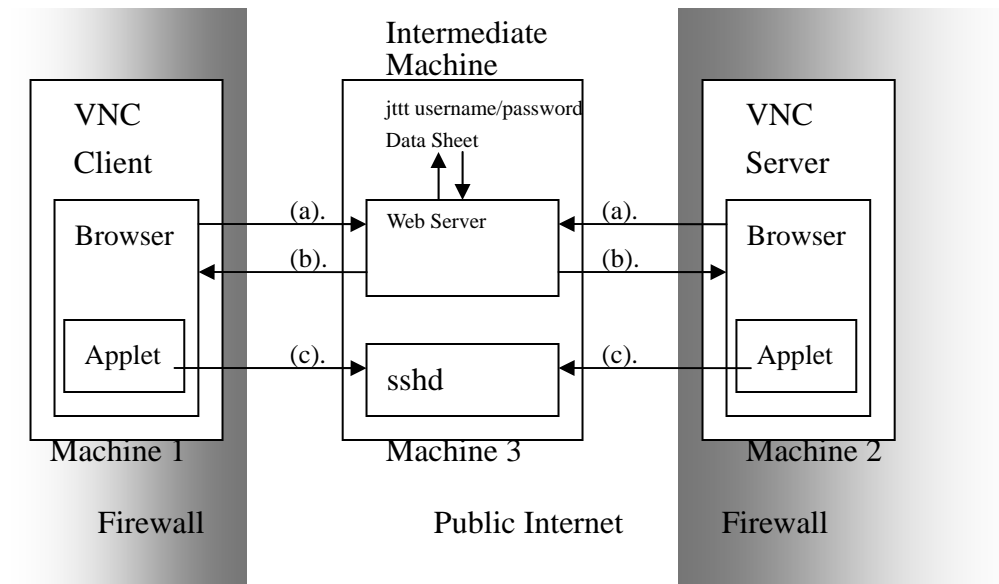 Intermediate
Machine
VNC
Client
jttt username/password
Data Sheet
VNC
Server
Browser
(a).
Web Server
(a).
Browser
(b).
(b).
Applet
(c).
sshd
(c).
Applet
Machine 1
Machine 3
Machine 2
Firewall
Public Internet
Firewall